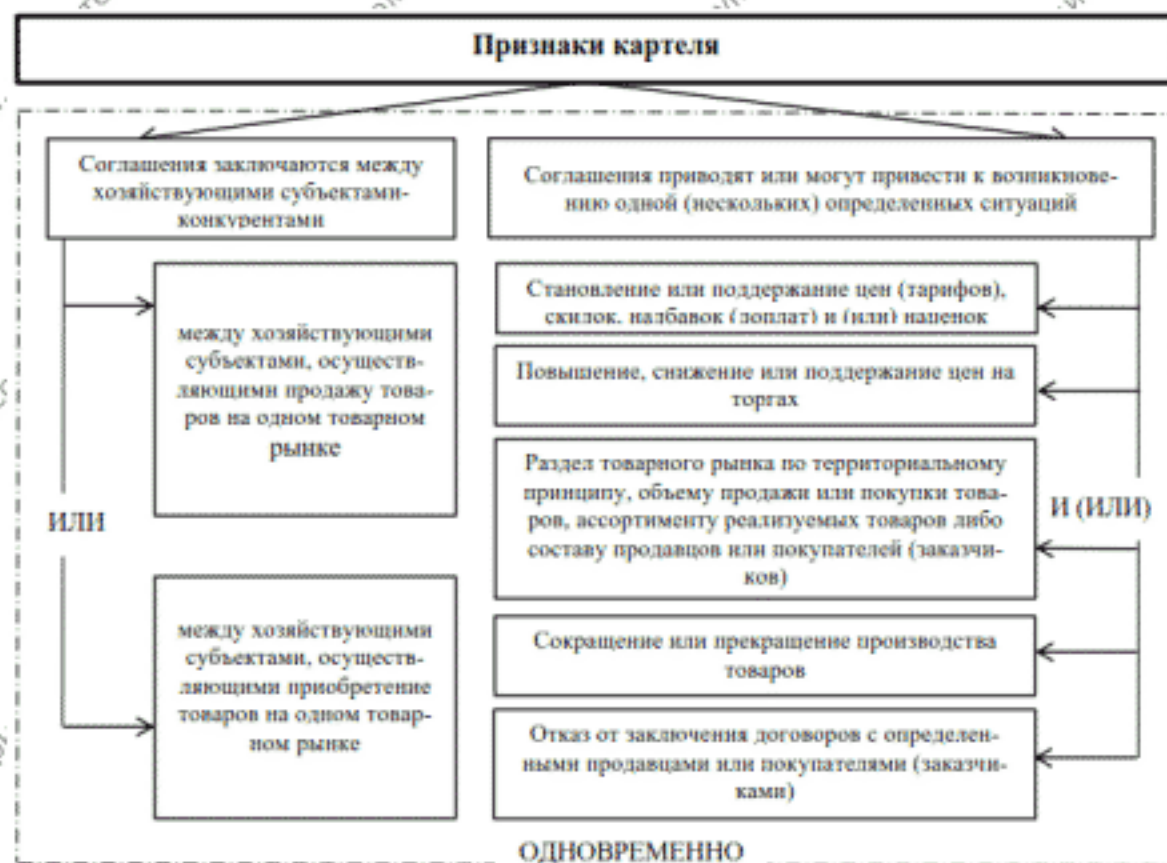 Признаки картеля
Соглашения заключаются между
хозяйствующими субъектами-
конкурентами
Соглашения приводят или могут привести к возникнове-
нию одной (нескольких) определенных ситуаций
между хозяйствующими
субъектами, осуществ-
ляющими продажу това-
ров на одном товарном
рынке
Становление или поддержание цен (тарифов),
скидок, надбавок (доплат) и (или) наценок
Повышение, снижение или поддержание цен на
торгах
Раздел товарного рынка по территориальному
принципу, объему продажи или покупки това-
ров, ассортименту реализуемых товаров либо
составу продавцов или покупателей (заказчи-
ков)
ИЛИ
И (ИЛИ)
между хозяйствующими
субъектами, осуществ-
ляющими приобретение
товаров на одном товар-
ном рынке
Сокращение или прекращение производства
товаров
Отказ от заключения договоров с определен-
ными продавцами или покупателями (заказчи-
ками)
ОДНОВРЕМЕННО